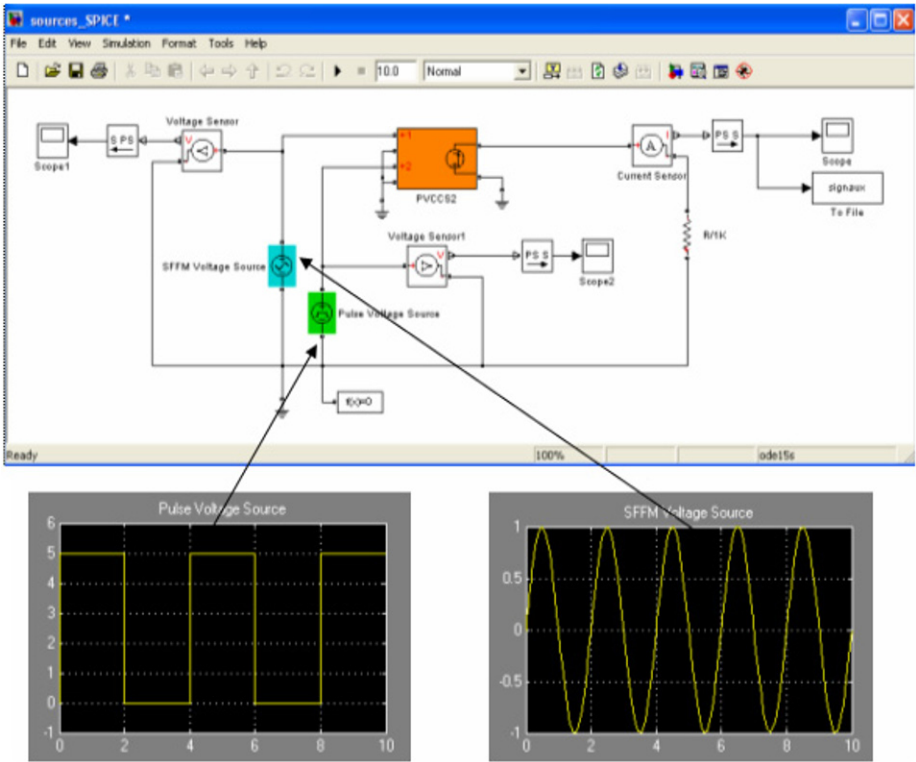 sources_SPICE *
File Edit View Simulation Format Tools Help
10.0 Normal
Voltage Sensor
S PS
V
Scope1
+1
+2
PVCCS2
I
A
Current Sensor
PS S
Scope
signaux
To File
R/1K
Voltage Sensor1
V
PS S
Scope2
SFFM Voltage Source
Pulse Voltage Source
f(x)=0
Ready 100% ode15s
Pulse Voltage Source
6
5
4
3
2
1
0
-1
0 2 4 6 8 10
SFFM Voltage Source
1
0.5
0
-0.5
-1
0 2 4 6 8 10